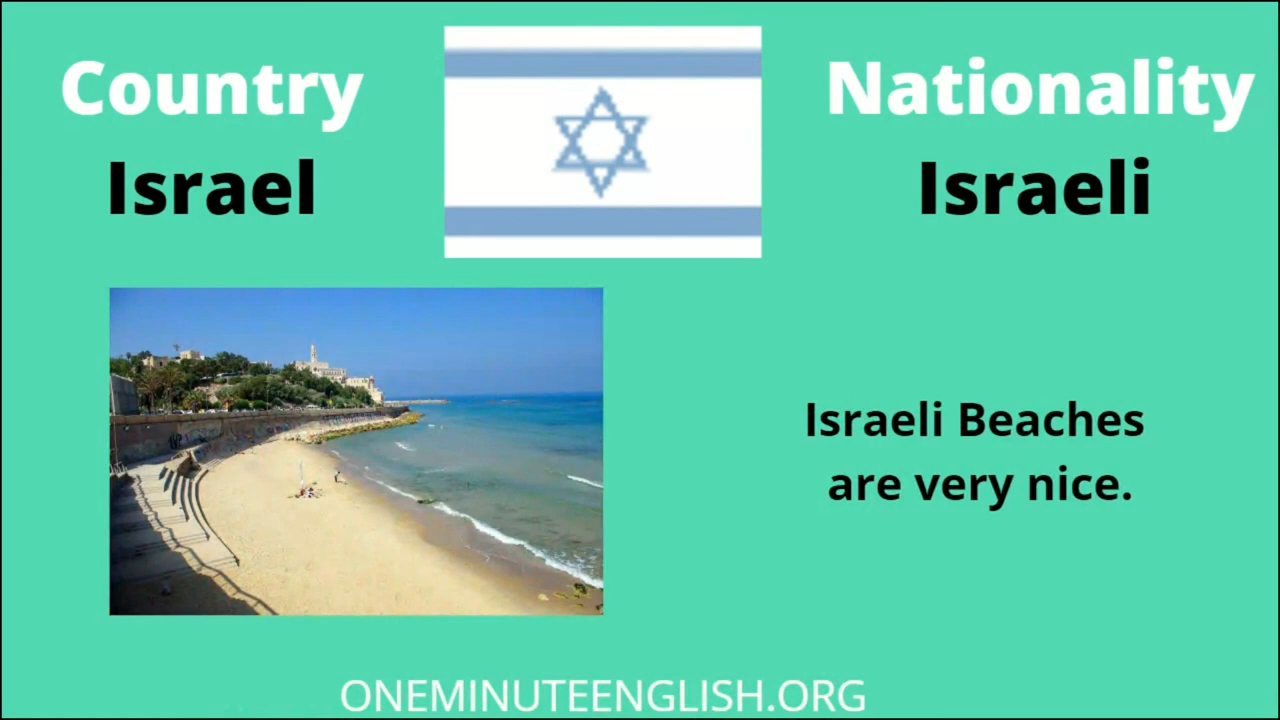 Country
Israel
Nationality
Israeli
Israeli Beaches
are very nice.
ONEMINUTEENGLISH.ORG